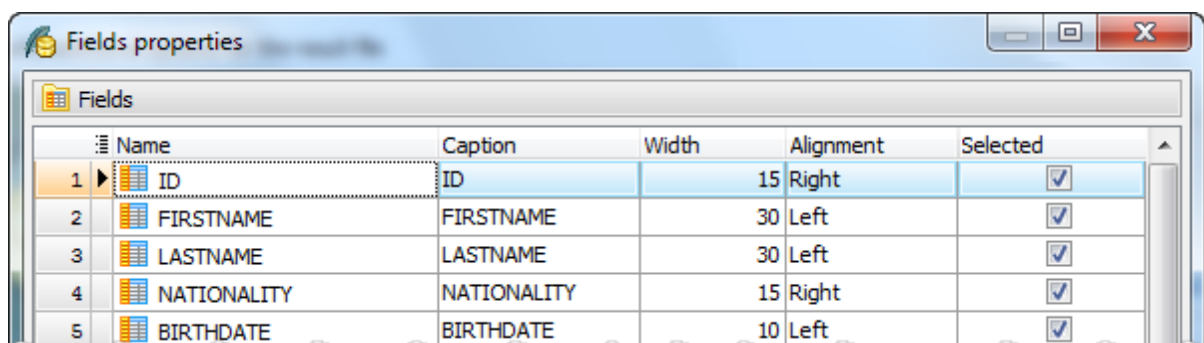 Fields properties
Fields
Name Caption Width Alignment Selected
1 ID ID 15 Right
2 FIRSTNAME FIRSTNAME 30 Left
3 LASTNAME LASTNAME 30 Left
4 NATIONALITY NATIONALITY 15 Right
5 BIRTHDATE BIRTHDATE 10 Left